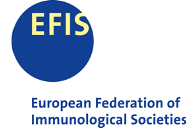 EFIS
European Federation of
Immunological Societies